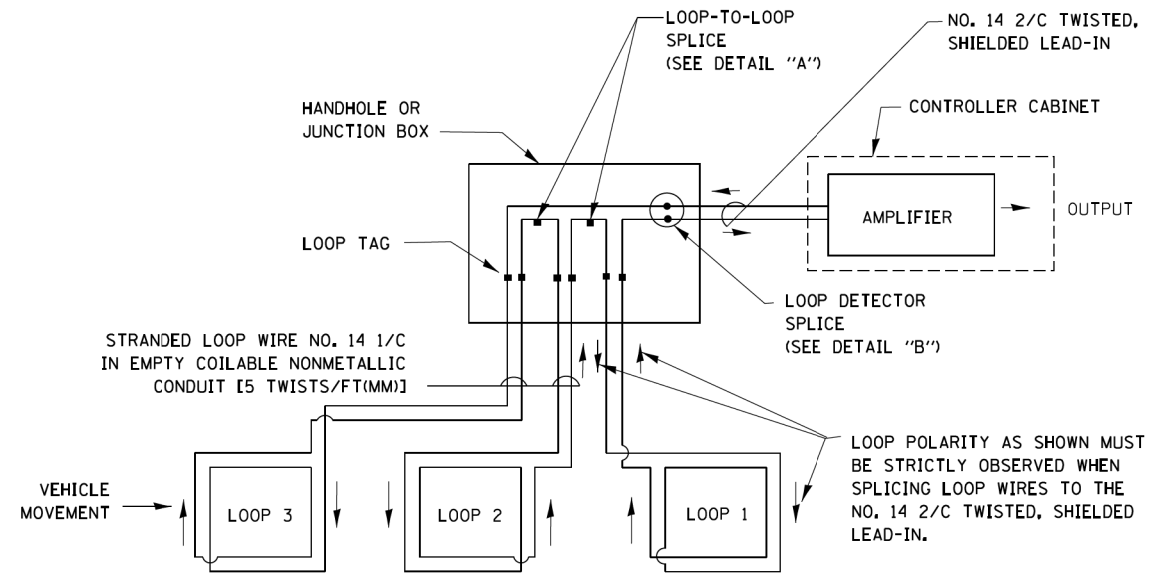 LOOP-TO-LOOP
SPLICE
(SEE DETAIL "A")
NO. 14 2/C TWISTED,
SHIELDED LEAD-IN
HANDHOLE OR
JUNCTION BOX
CONTROLLER CABINET
AMPLIFIER
OUTPUT
LOOP TAG
LOOP DETECTOR
SPLICE
(SEE DETAIL "B")
STRANDED LOOP WIRE NO. 14 1/C
IN EMPTY COILABLE NONMETALLIC
CONDUIT [5 TWISTS/FT(MM)]
LOOP POLARITY AS SHOWN MUST
BE STRICTLY OBSERVED WHEN
SPLICING LOOP WIRES TO THE
NO. 14 2/C TWISTED, SHIELDED
LEAD-IN.
VEHICLE
MOVEMENT
LOOP 3
LOOP 2
LOOP 1